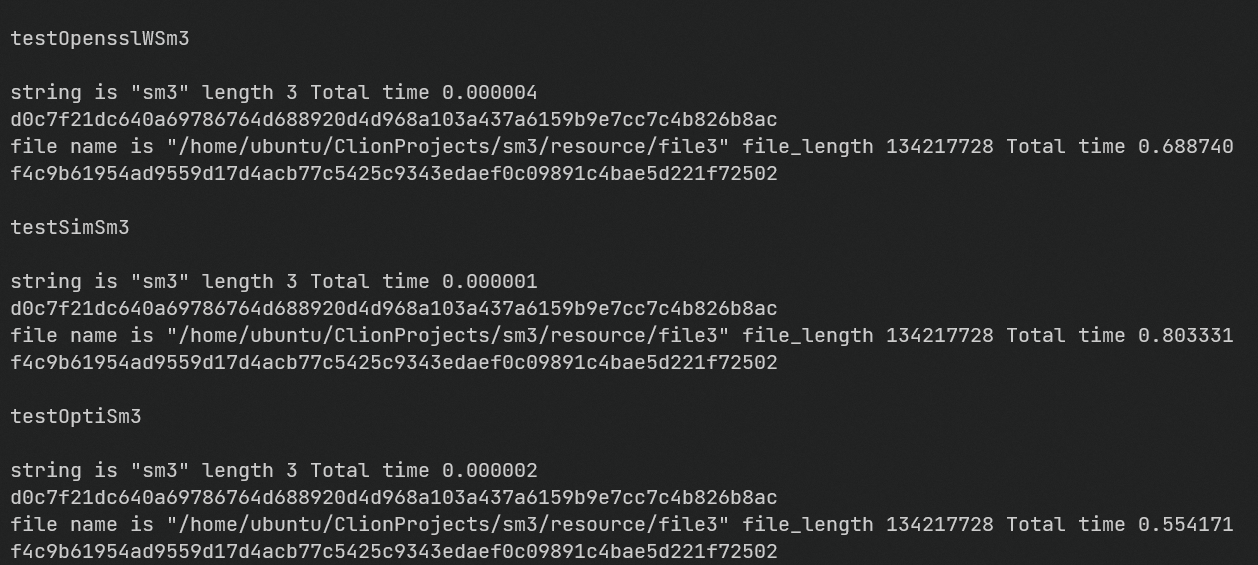 testOpensslWSm3
string is "sm3" length 3 Total time 0.000004
d0c7f21dc640a69786764d688920d4d968a103a437a6159b9e7cc7c4b826b8ac
file name is "/home/ubuntu/ClionProjects/sm3/resource/file3" file_length 134217728 Total time 0.688740
f4c9b61954ad9559d17d4acb77c5425c9343edaef0c09891c4bae5d221f72502
testSimSm3
string is "sm3" length 3 Total time 0.000001
d0c7f21dc640a69786764d688920d4d968a103a437a6159b9e7cc7c4b826b8ac
file name is "/home/ubuntu/ClionProjects/sm3/resource/file3" file_length 134217728 Total time 0.803331
f4c9b61954ad9559d17d4acb77c5425c9343edaef0c09891c4bae5d221f72502
testOptiSm3
string is "sm3" length 3 Total time 0.000002
d0c7f21dc640a69786764d688920d4d968a103a437a6159b9e7cc7c4b826b8ac
file name is "/home/ubuntu/ClionProjects/sm3/resource/file3" file_length 134217728 Total time 0.554171
f4c9b61954ad9559d17d4acb77c5425c9343edaef0c09891c4bae5d221f72502